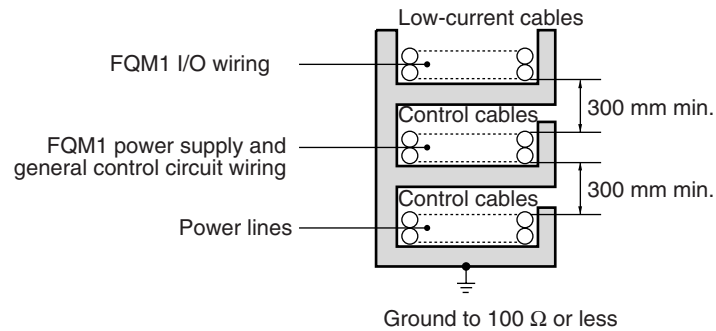 Low-current cables
FQM1 I/O wiring
Control cables
300 mm min.
FQM1 power supply and
general control circuit wiring
Control cables
300 mm min.
Power lines
Ground to 100 Ω or less